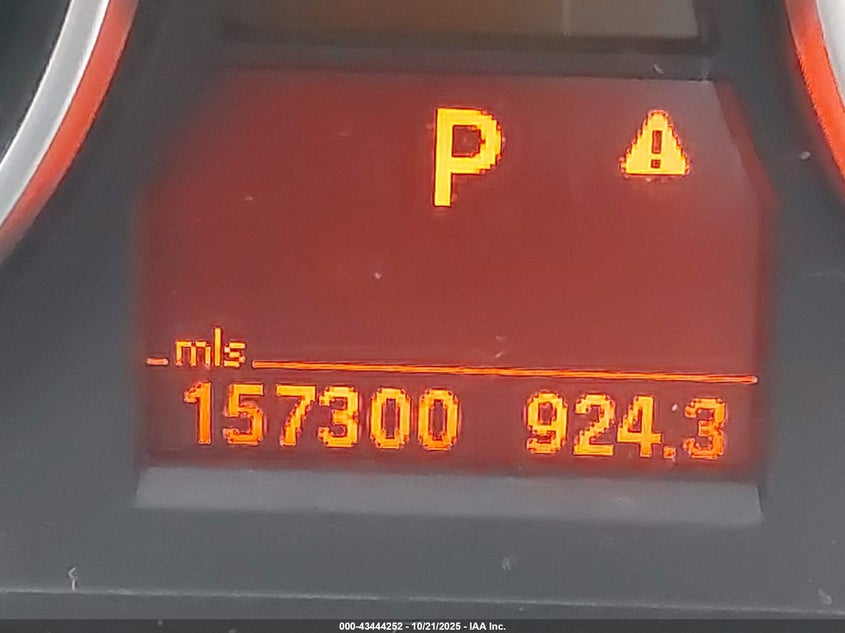 P
mls
157300 924.3
000-43444252 - 10/21/2025 - IAA Inc.